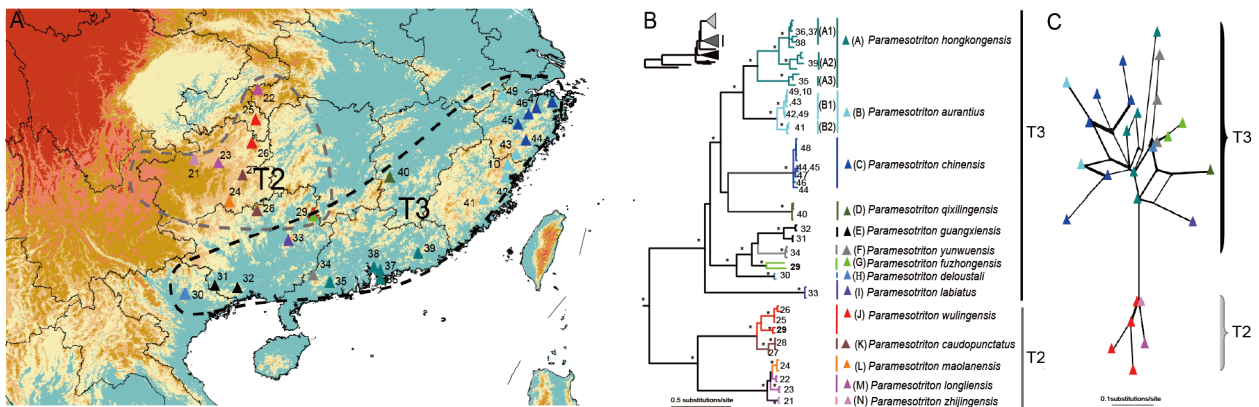 A
22
25
26
21
23
27
T2
24
28
29
33
31
30
32
34
35
38
37
36
39
T3
40
41
42
10
43
44
45
46
49
B
36,37
(A1)
38
39
(A2)
35
(A3)
49,10
43
(B1)
42,49
41
(B2)
48
44,45
47
46
44
40
32
31
34
29
30
33
26
25
29
28
27
24
22
23
21
0.5 substitutions/site
(A) Paramesotriton hongkongensis
(B) Paramesotriton aurantius
(C) Paramesotriton chinensis
(D) Paramesotriton qixilingensis
(E) Paramesotriton guangxiensis
(F) Paramesotriton yunwuensis
(G) Paramesotriton fuzhongensis
(H) Paramesotriton deloustali
(I) Paramesotriton labiatus
(J) Paramesotriton wulingensis
(K) Paramesotriton caudopunctatus
(L) Paramesotriton maolanensis
(M) Paramesotriton longliensis
(N) Paramesotriton zhijingensis
T3
T2
C
T3
T2
0.1substitutions/site